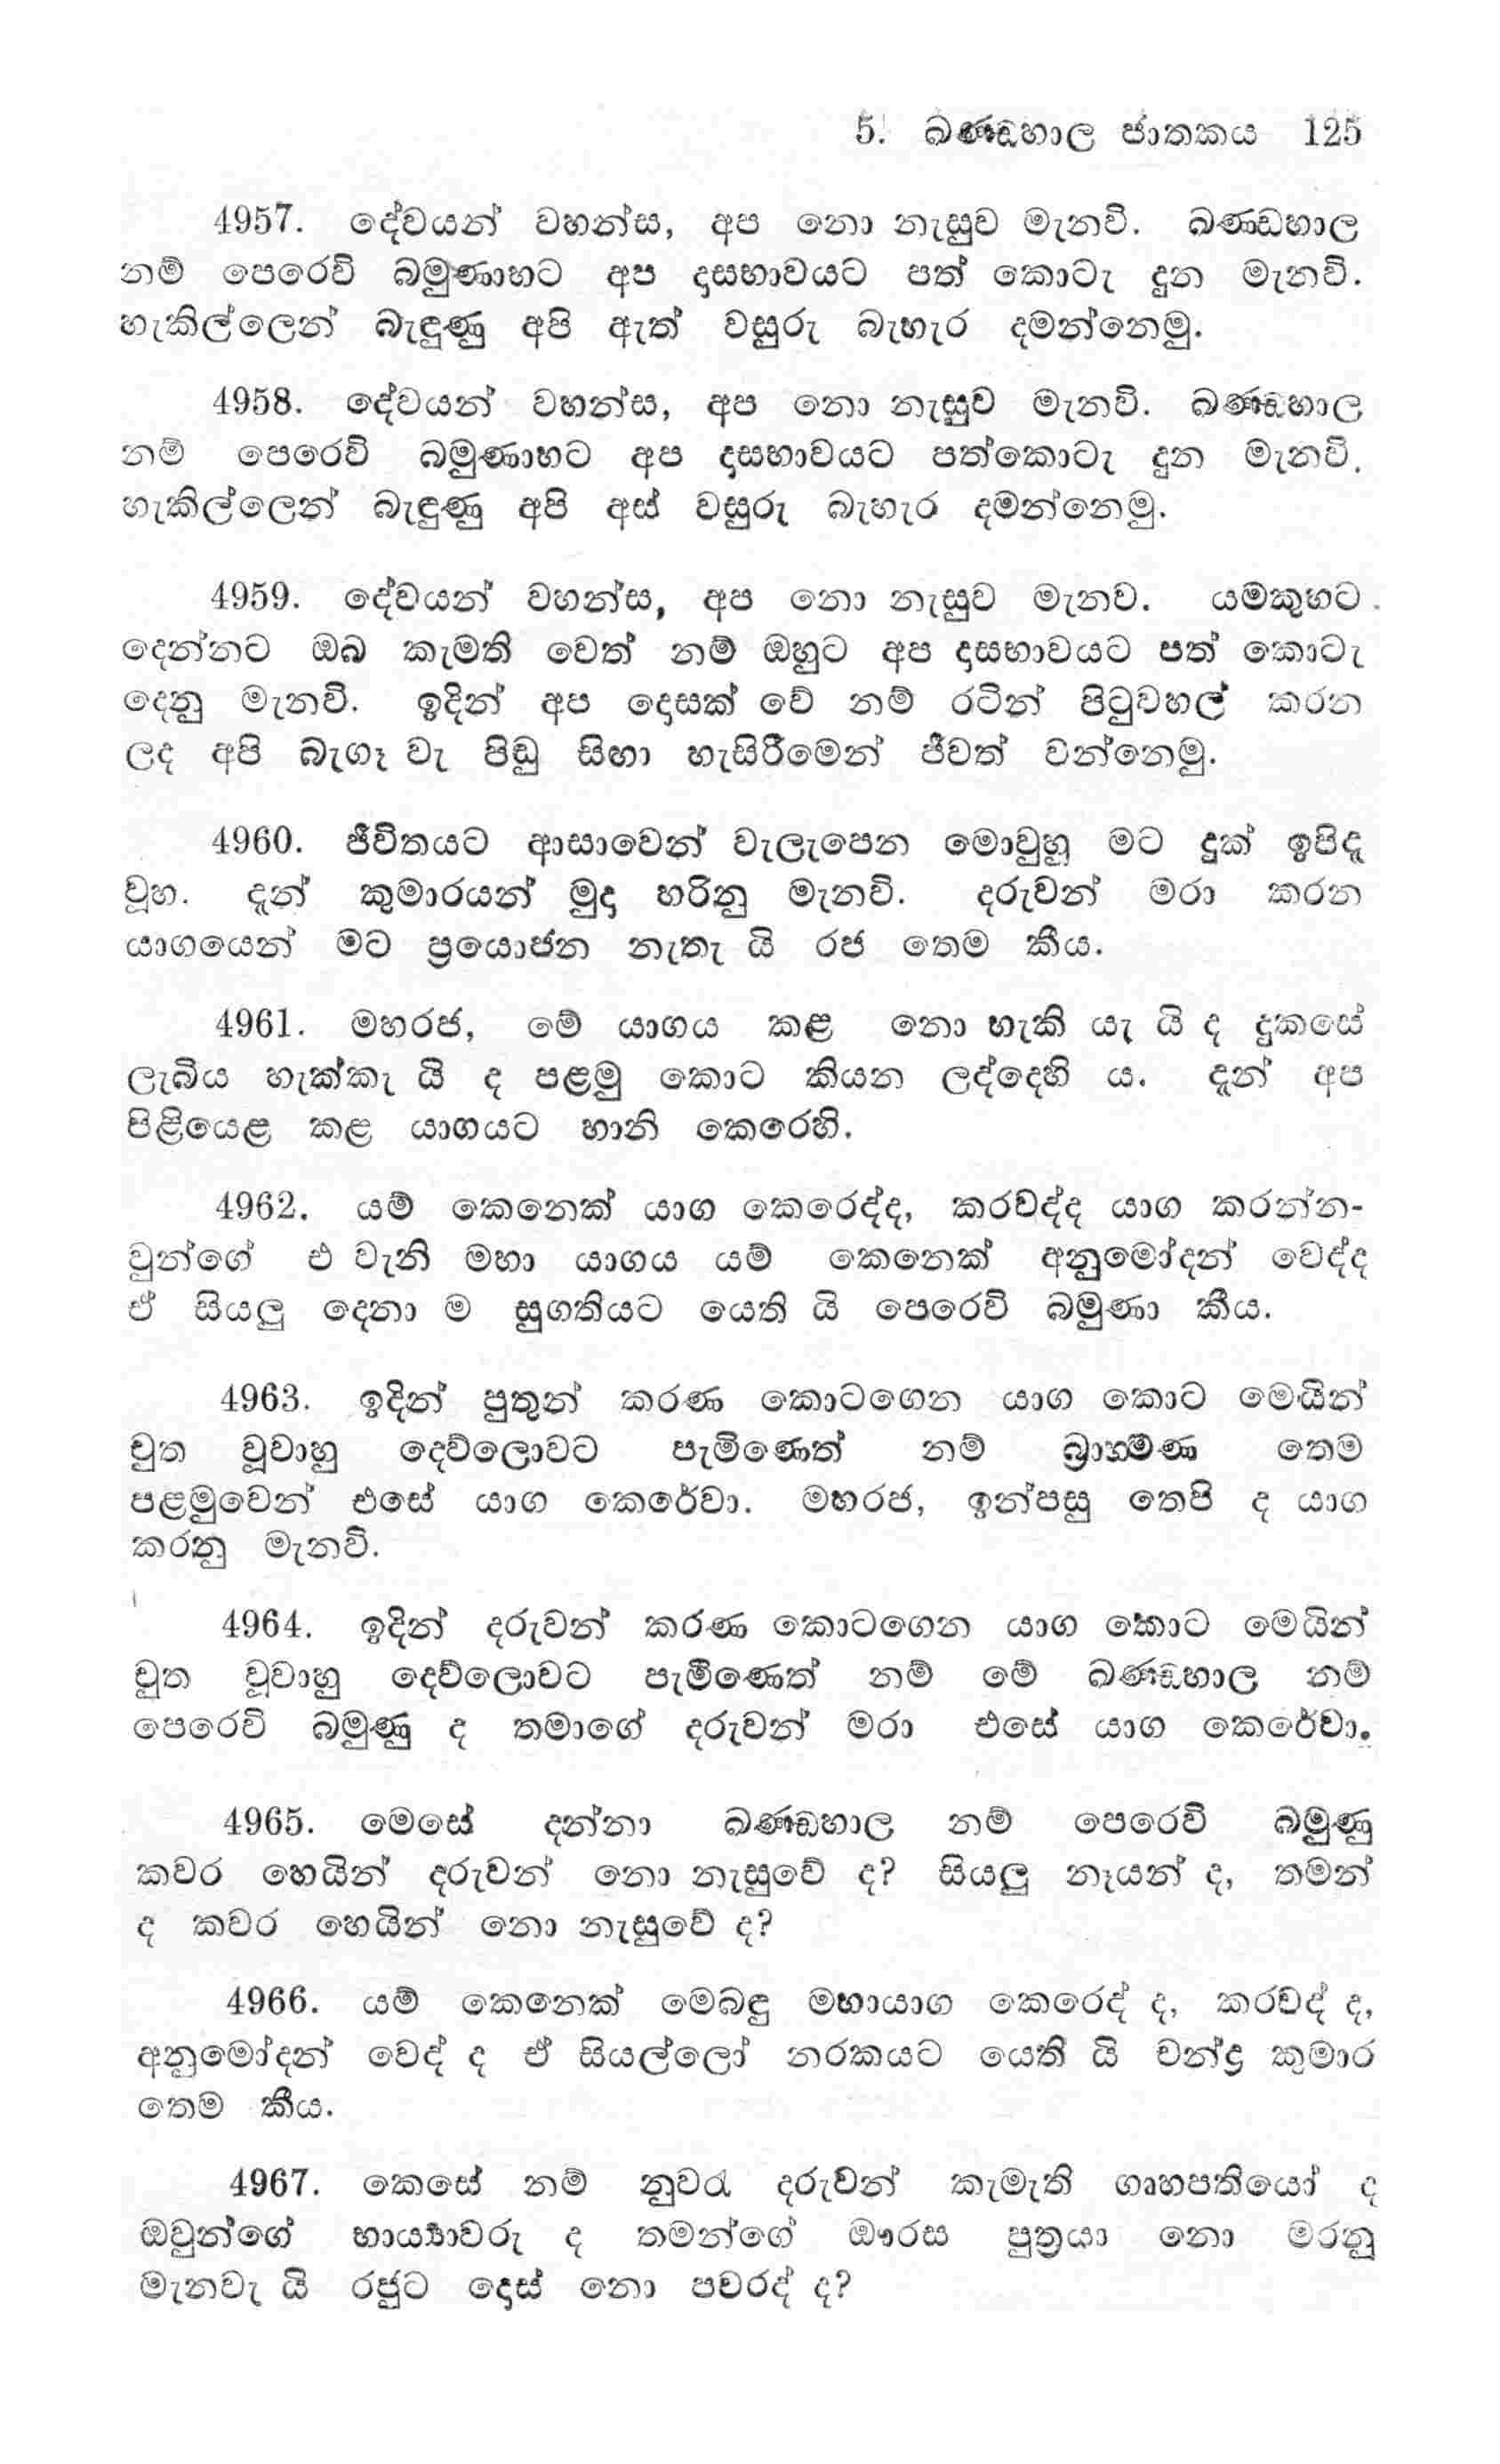 5. ඛණ්ඩහාල ජාතකය 125
4957. දේවයන් වහන්ස, අප නො නැසුව මැනවි. ඛණ්ඩහාල
නම් පෙරෙවි බමුණාහට අප දාසභාවයට පත් කොටැ දුන මැනවි.
හැකිල්ලෙන් බැඳුණු අපි ඇත් වසුරු බැහැර දමන්නෙමු.
4958. දේවයන් වහන්ස, අප නො නැසුව මැනවි. ඛණ්ඩහාල
නම් පෙරෙවි බමුණාහට අප දාසභාවයට පත්කොටැ දුන මැනවි.
හැකිල්ලෙන් බැඳුණු අපි අස් වසුරු බැහැර දමන්නෙමු.
4959. දේවයන් වහන්ස, අප නො නැසුව මැනව. යමකුහට
දෙන්නට ඔබ කැමති වෙත් නම් ඔහුට අප දාසභාවයට පත් කොටැ
දෙනු මැනවි. ඉදින් අප දොසක් වේ නම් රටින් පිටුවහල් කරන
ලද අපි බැගෑ වැ පිඬු සිඟා හැසිරීමෙන් ජීවත් වන්නෙමු.
4960. ජීවිතයට ආසාවෙන් වැලැපෙන මොවුහු මට දුක් ඉපිදැ
වූහ. දැන් කුමාරයන් මුදා හරිනු මැනවි. දරුවන් මරා කරන
යාගයෙන් මට ප්‍රයොජන නැතැ යි රජ තෙම කීය.
4961. මහරජ, මේ යාගය කළ නො හැකි යැ යි ද දුකසේ
ලැබිය හැක්කැ යි ද පළමු කොට කියන ලද්දෙහි ය. දැන් අප
පිළියෙළ කළ යාගයට හානි කෙරෙහි.
4962. යම් කෙනෙක් යාග කෙරෙද්ද, කරවද්ද යාග කරන්න-
වුන්ගේ එ වැනි මහා යාගය යම් කෙනෙක් අනුමෝදන් වෙද්ද
ඒ සියලු දෙනා ම සුගතියට යෙති යි පෙරෙවි බමුණා කීය.
4963. ඉදින් පුතුන් කරණ කොටගෙන යාග කොට මෙයින්
චුත වූවාහු දෙව්ලොවට පැමිණෙත් නම් බ්‍රාහ්මණ තෙම
පළමුවෙන් එසේ යාග කෙරේවා. මහරජ, ඉන්පසු තෙපි ද යාග
කරනු මැනවි.
4964. ඉදින් දරුවන් කරණ කොටගෙන යාග කොට මෙයින්
චුත වූවාහු දෙව්ලොවට පැමිණෙත් නම් මේ ඛණ්ඩහාල නම්
පෙරෙවි බමුණු ද තමාගේ දරුවන් මරා එසේ යාග කෙරේවා.
4965. මෙසේ දන්නා ඛණ්ඩහාල නම් පෙරෙවි බමුණු
කවර හෙයින් දරුවන් නො නැසුවේ ද? සියලු නෑයන් ද, තමන්
ද කවර හෙයින් නො නැසුවේ ද?
4966. යම් කෙනෙක් මෙබඳු මහායාග කෙරෙද් ද, කරවද් ද,
අනුමෝදන් වෙද් ද ඒ සියල්ලෝ නරකයට යෙති යි චන්ද්‍ර කුමාර
තෙම කීය.
4967. කෙසේ නම් නුවරැ දරුවන් කැමැති ගෘහපතියෝ ද
ඔවුන්ගේ භාර්‍ය්‍යාවරු ද තමන්ගේ ඖරස පුත්‍රයා නො මරනු
මැනවැ යි රජුට දොස් නො පවරද් ද?